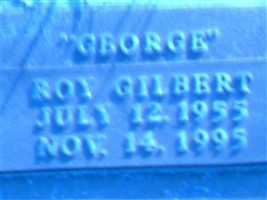 "GEORGE"
ROY GILBERT
JULY 12, 1955
NOV. 14, 1995